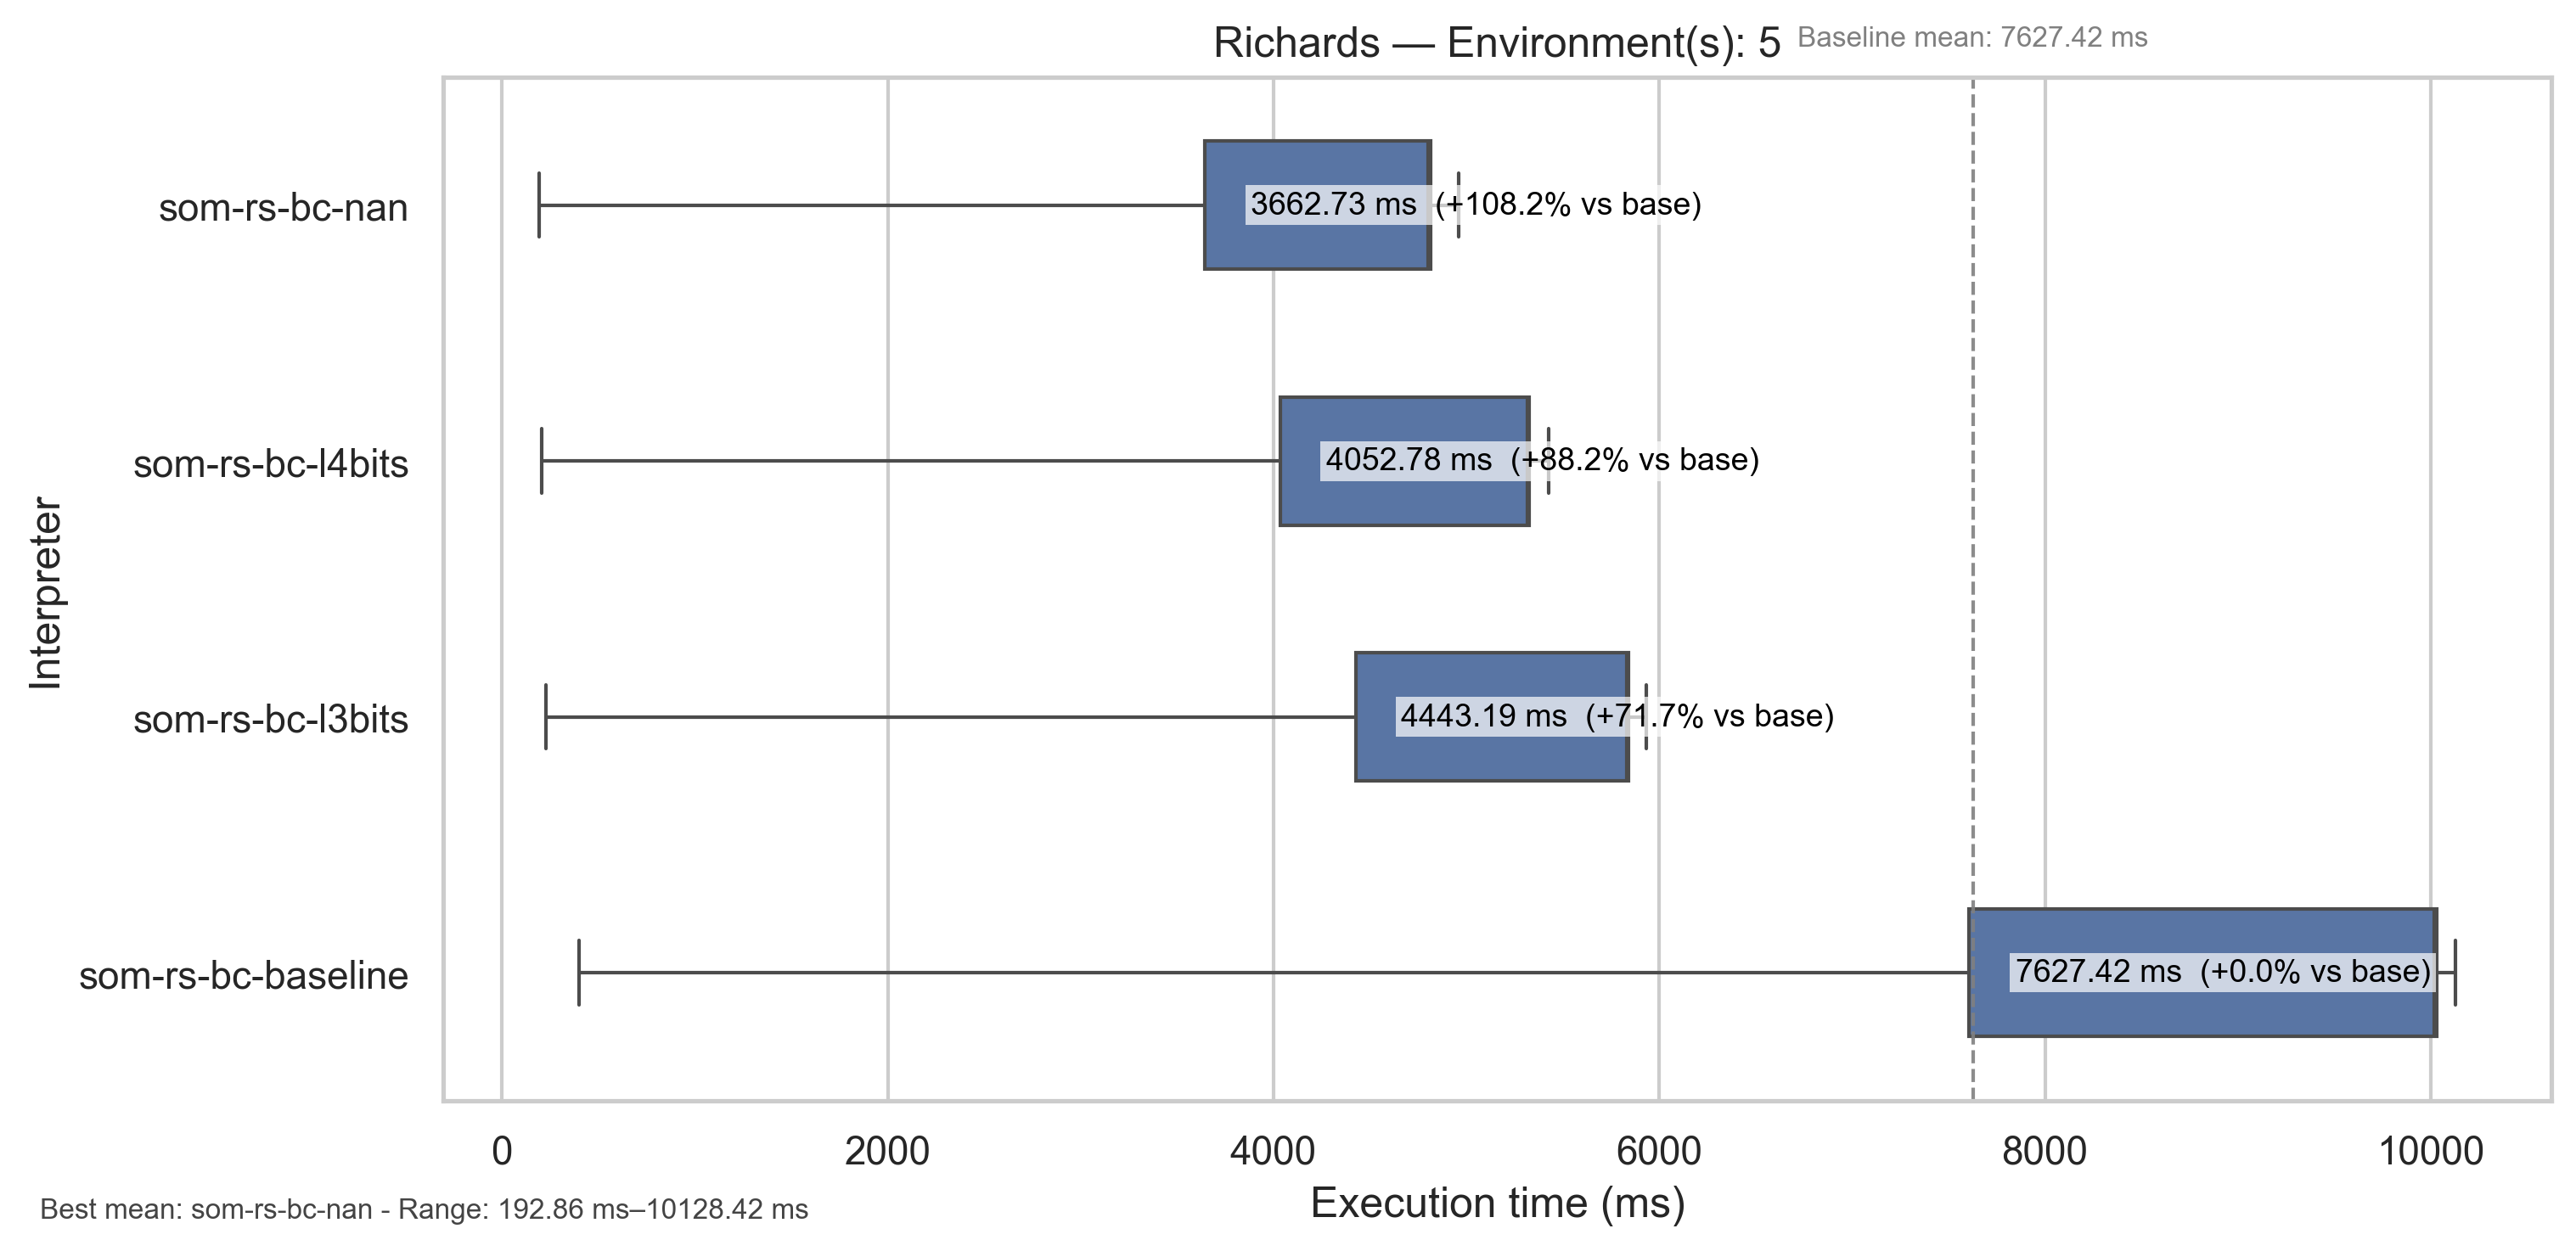 Richards — Environment(s): 5 Baseline mean: 7627.42 ms
som-rs-bc-nan
3662.73 ms (+108.2% vs base)
som-rs-bc-l4bits
4052.78 ms (+88.2% vs base)
som-rs-bc-l3bits
4443.19 ms (+71.7% vs base)
som-rs-bc-baseline
7627.42 ms (+0.0% vs base)
Interpreter
0 2000 4000 6000 8000 10000
Execution time (ms)
Best mean: som-rs-bc-nan - Range: 192.86 ms–10128.42 ms